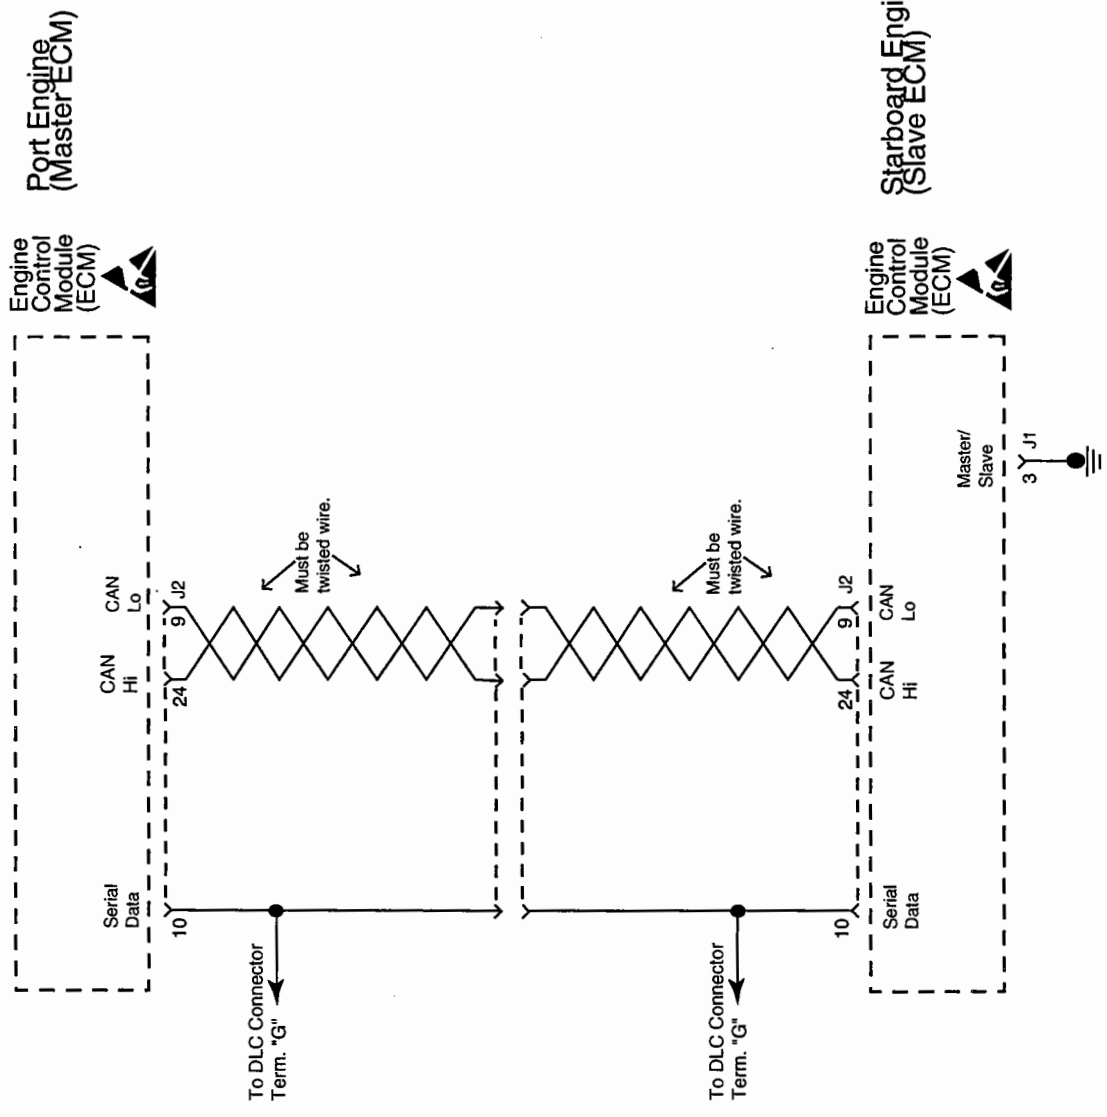 Port Engine
(Master ECM)
Engine
Control
Module
(ECM)
CAN
Lo
CAN
Hi
Serial
Data
J2
9
24
10
Must be
twisted wire.
To DLC Connector
Term. "G"
Starboard Engi
(Slave ECM)
Engine
Control
Module
(ECM)
Master/
Slave
J1
3
Must be
twisted wire.
J2
9
24
10
CAN
Lo
CAN
Hi
Serial
Data
To DLC Connector
Term. "G"